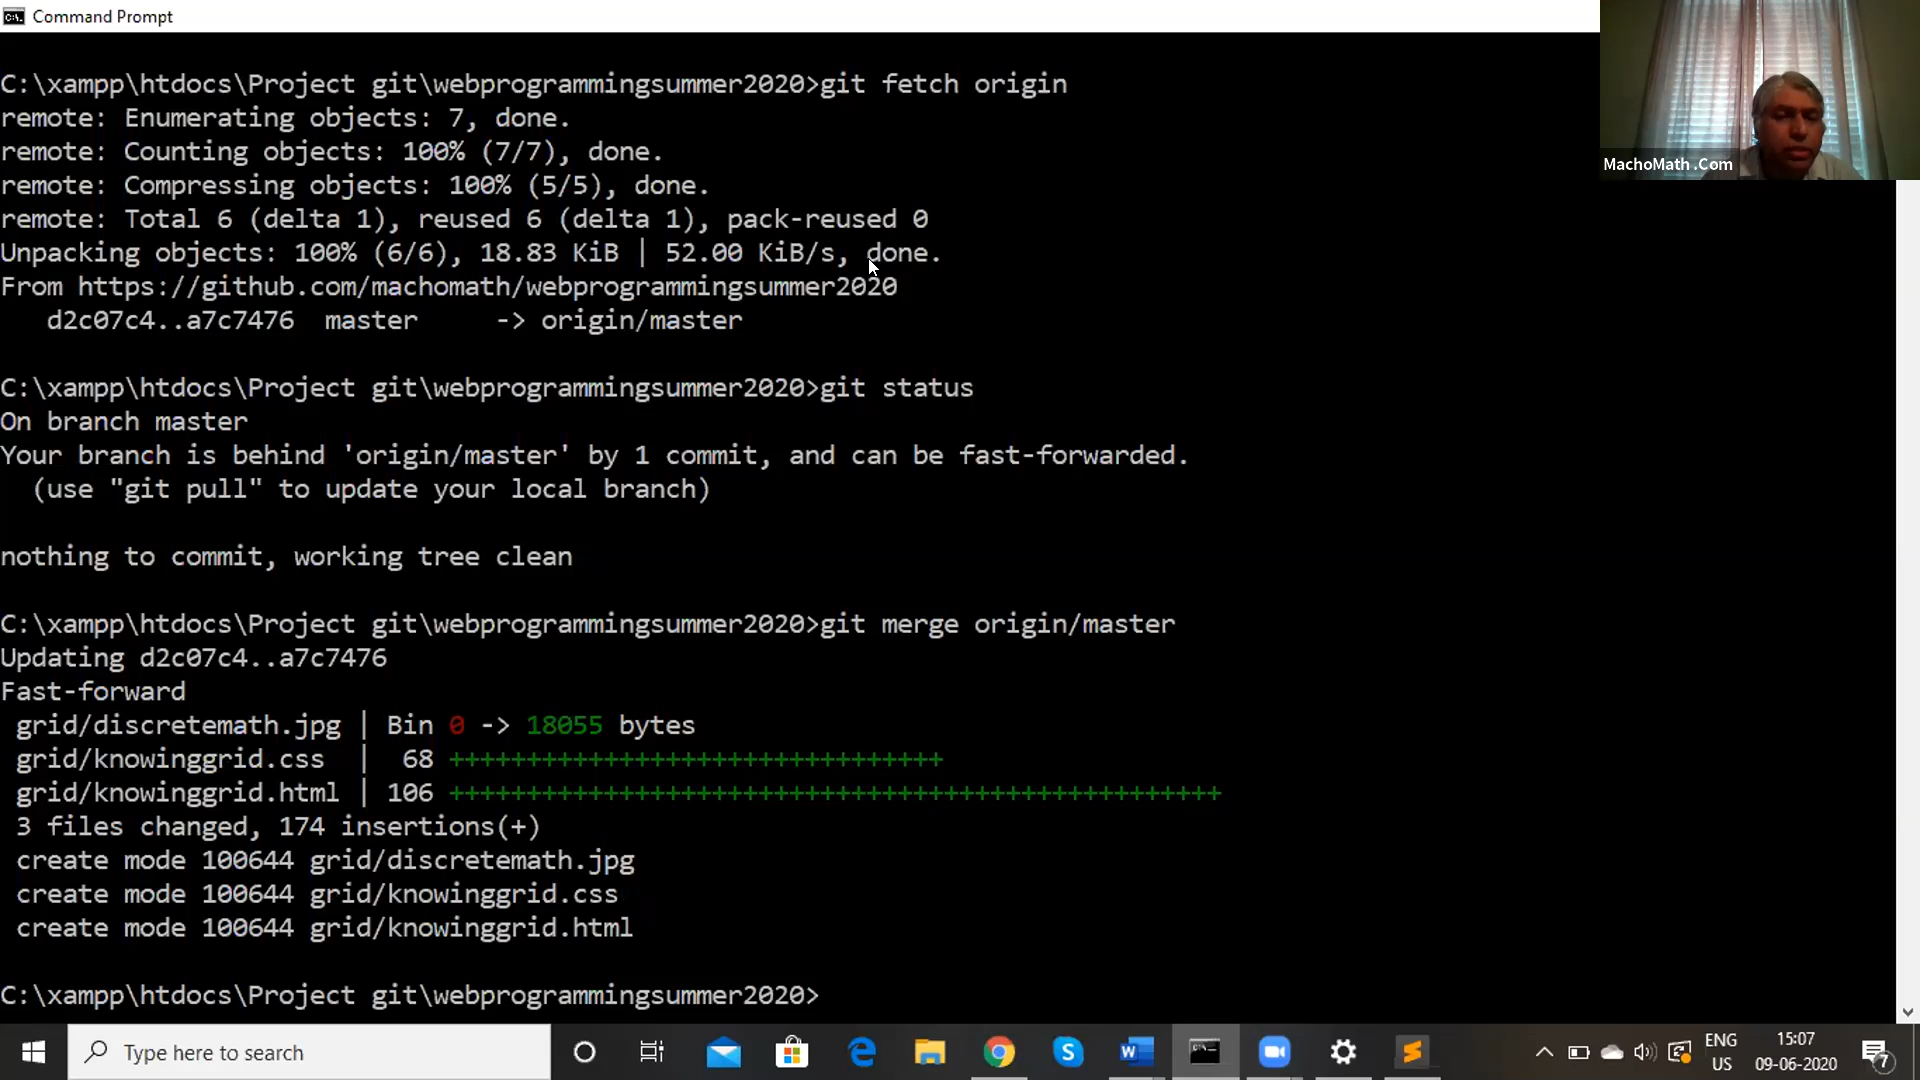 Command Prompt
C:\xampp\htdocs\Project git\webprogrammingsummer2020>git fetch origin
remote: Enumerating objects: 7, done.
remote: Counting objects: 100% (7/7), done.
remote: Compressing objects: 100% (5/5), done.
remote: Total 6 (delta 1), reused 6 (delta 1), pack-reused 0
Unpacking objects: 100% (6/6), 18.83 KiB | 52.00 KiB/s, done.
From https://github.com/machomath/webprogrammingsummer2020
   d2c07c4..a7c7476  master     -> origin/master
C:\xampp\htdocs\Project git\webprogrammingsummer2020>git status
On branch master
Your branch is behind 'origin/master' by 1 commit, and can be fast-forwarded.
  (use "git pull" to update your local branch)
nothing to commit, working tree clean
C:\xampp\htdocs\Project git\webprogrammingsummer2020>git merge origin/master
Updating d2c07c4..a7c7476
Fast-forward
 grid/discretemath.jpg | Bin 0 -> 18055 bytes
 grid/knowinggrid.css  |  68 ++++++++++++++++++++++++++++++++
 grid/knowinggrid.html | 106 ++++++++++++++++++++++++++++++++++++++++++++++++++
 3 files changed, 174 insertions(+)
 create mode 100644 grid/discretemath.jpg
 create mode 100644 grid/knowinggrid.css
 create mode 100644 grid/knowinggrid.html
C:\xampp\htdocs\Project git\webprogrammingsummer2020>
MachoMath .Com
Type here to search
ENG
US
15:07
09-06-2020
7